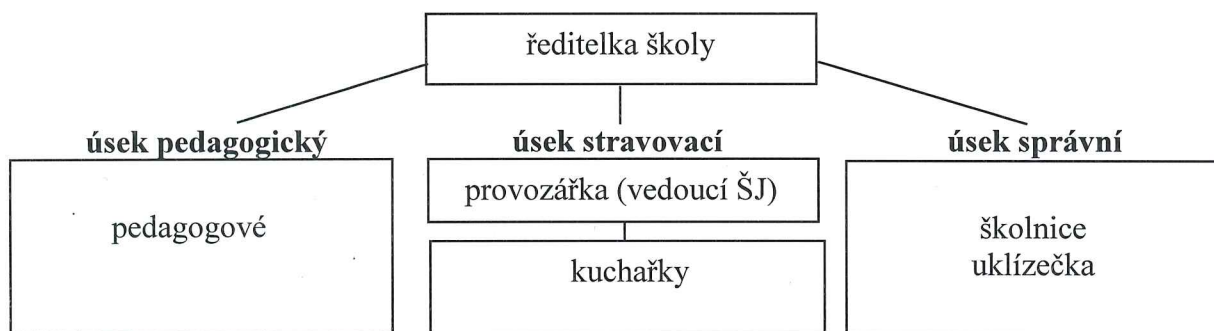 ředitelka školy
úsek pedagogický
úsek stravovací
úsek správní
pedagogové
provozářka (vedoucí ŠJ)
kuchařky
školnice
uklízečka